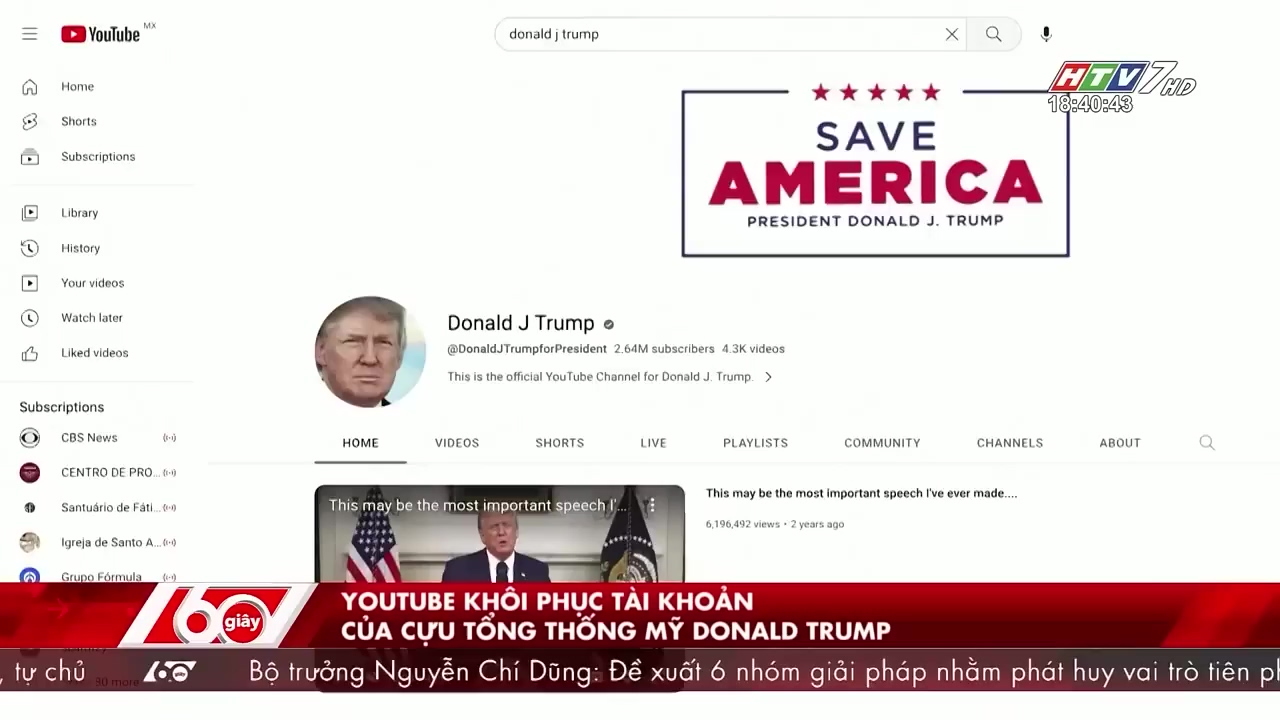 YouTube MX
donald j trump
HTV7 HD
18:40:43
Home
Shorts
Subscriptions
Library
History
Your videos
Watch later
Liked videos
Subscriptions
CBS News
CENTRO DE PRO...
Santuário de Fáti...
Igreja de Santo A...
Grupo Fórmula
SAVE
AMERICA
PRESIDENT DONALD J. TRUMP
Donald J Trump
@DonaldJTrumpforPresident 2.64M subscribers 4.3K videos
This is the official YouTube Channel for Donald J. Trump.
HOME VIDEOS SHORTS LIVE PLAYLISTS COMMUNITY CHANNELS ABOUT
This may be the most important speech I'...
This may be the most important speech I've ever made....
6,196,492 views • 2 years ago
60 giây
YOUTUBE KHÔI PHỤC TÀI KHOẢN
CỦA CỰU TỔNG THỐNG MỸ DONALD TRUMP
, tự chủ 60 giây Bộ trưởng Nguyễn Chí Dũng: Đề xuất 6 nhóm giải pháp nhằm phát huy vai trò tiên